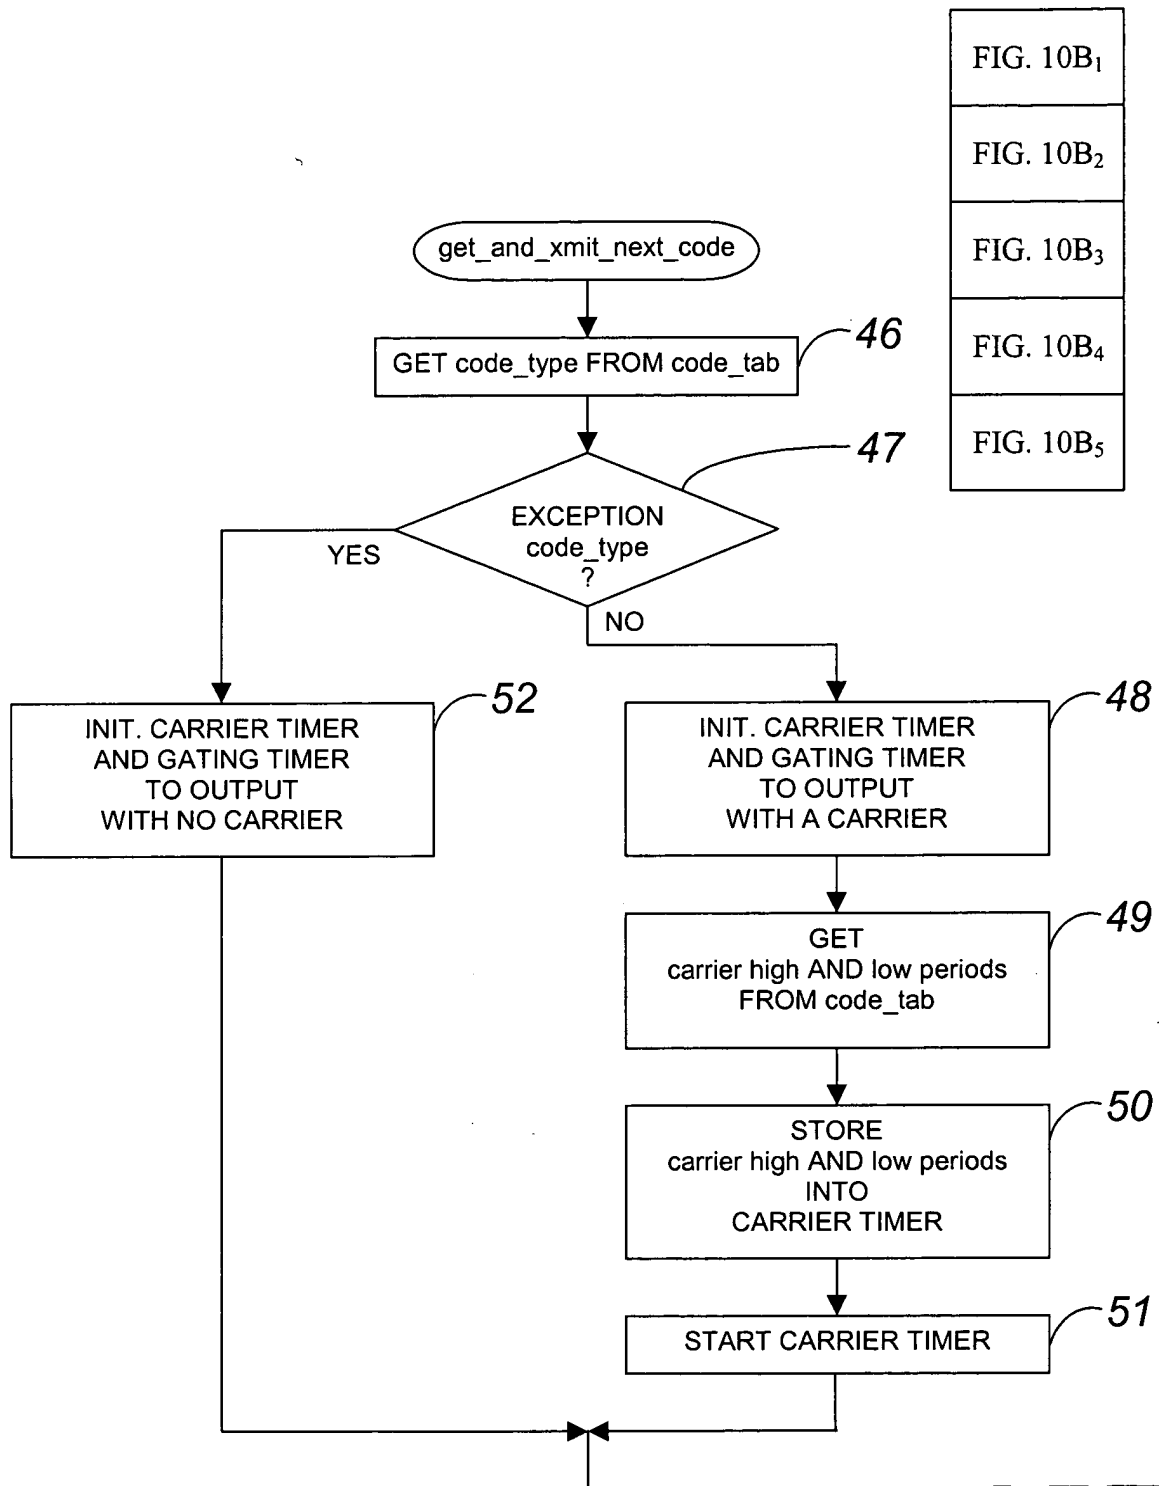 FIG. 10B₁
FIG. 10B₂
FIG. 10B₃
FIG. 10B₄
FIG. 10B₅
get_and_xmit_next_code
46
GET code_type FROM code_tab
47
EXCEPTION
code_type
?
YES
NO
52
INIT. CARRIER TIMER
AND GATING TIMER
TO OUTPUT
WITH NO CARRIER
48
INIT. CARRIER TIMER
AND GATING TIMER
TO OUTPUT
WITH A CARRIER
49
GET
carrier high AND low periods
FROM code_tab
50
STORE
carrier high AND low periods
INTO
CARRIER TIMER
51
START CARRIER TIMER